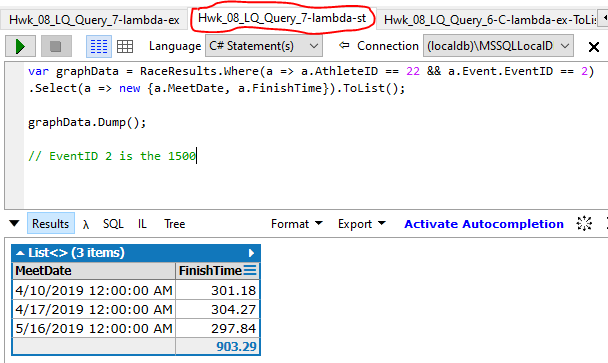 Hwk_08_LQ_Query_7-lambda-ex Hwk_08_LQ_Query_7-lambda-st Hwk_08_LQ_Query_6-C-lambda-ex-ToLis
Language C# Statement(s) Connection (localdb)\MSSQLLocalD
var graphData = RaceResults.Where(a => a.AthleteID == 22 && a.Event.EventID == 2)
.Select(a => new {a.MeetDate, a.FinishTime}).ToList();
graphData.Dump();
// EventID 2 is the 1500
Results λ SQL IL Tree Format Export Activate Autocompletion
List<> (3 items)
MeetDate FinishTime
4/10/2019 12:00:00 AM 301.18
4/17/2019 12:00:00 AM 304.27
5/16/2019 12:00:00 AM 297.84
903.29